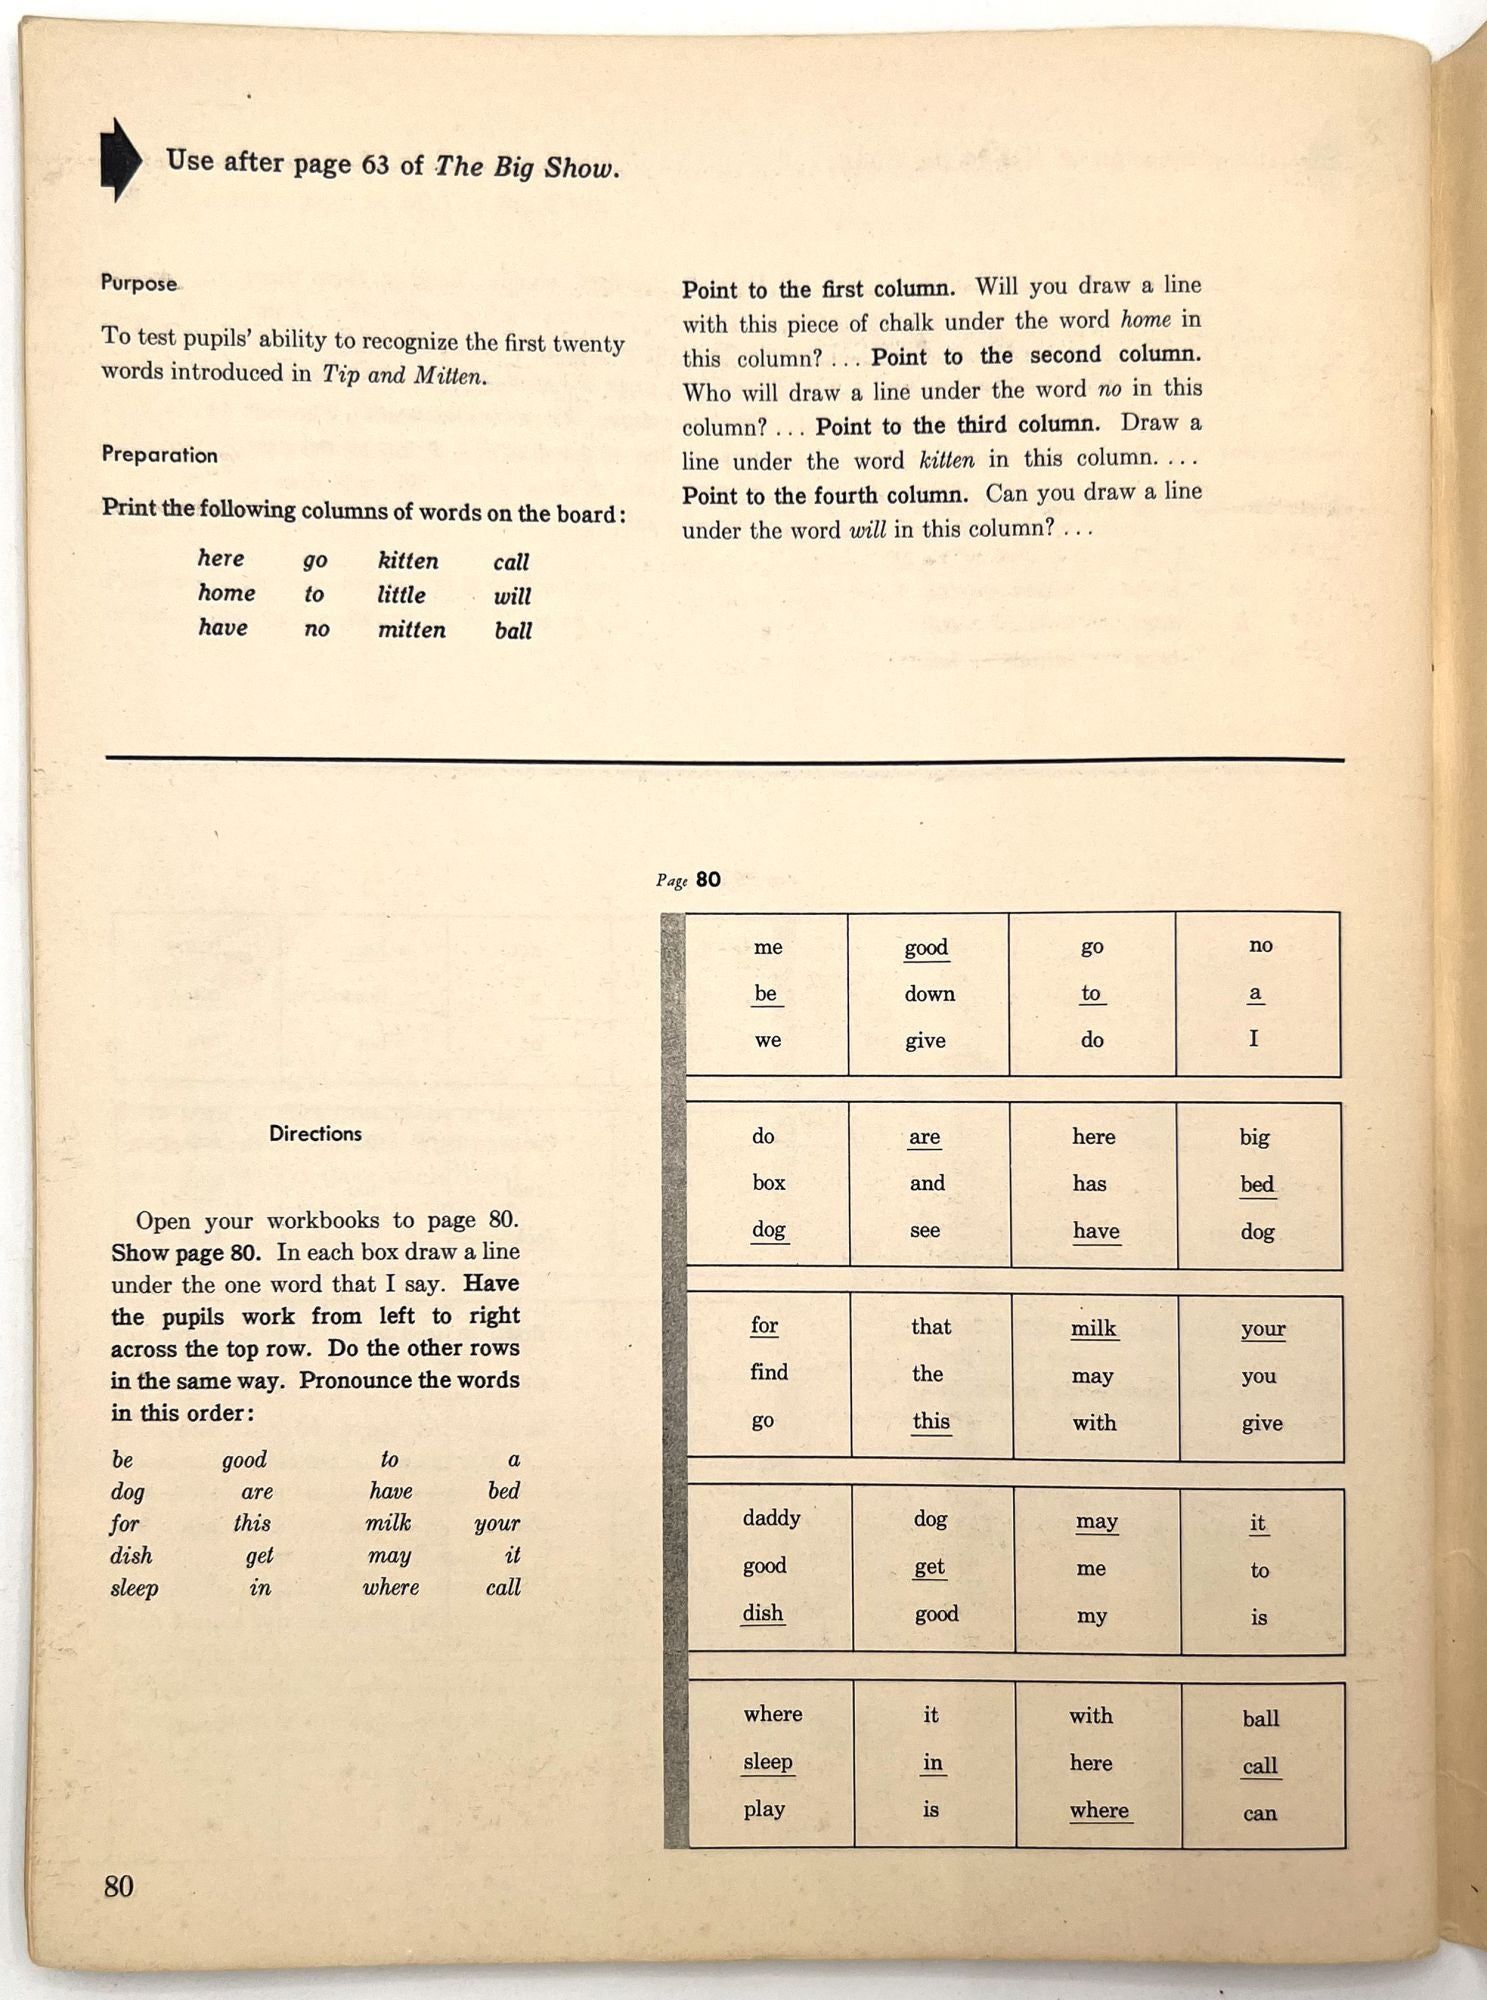 Use after page 63 of The Big Show.
Purpose
To test pupils' ability to recognize the first twenty
words introduced in Tip and Mitten.
Preparation
Print the following columns of words on the board:
here go kitten call
home to little will
have no mitten ball
Point to the first column. Will you draw a line
with this piece of chalk under the word home in
this column? ... Point to the second column.
Who will draw a line under the word no in this
column? ... Point to the third column. Draw a
line under the word kitten in this column. ...
Point to the fourth column. Can you draw a line
under the word will in this column? ...
Directions
Open your workbooks to page 80.
Show page 80. In each box draw a line
under the one word that I say. Have
the pupils work from left to right
across the top row. Do the other rows
in the same way. Pronounce the words
in this order:
be good to a
dog are have bed
for this milk your
dish get may it
sleep in where call
Page 80
me good go no
be down to a
we give do I
do are here big
box and has bed
dog see have dog
for that milk your
find the may you
go this with give
daddy dog may it
good get me to
dish good my is
where it with ball
sleep in here call
play is where can
80